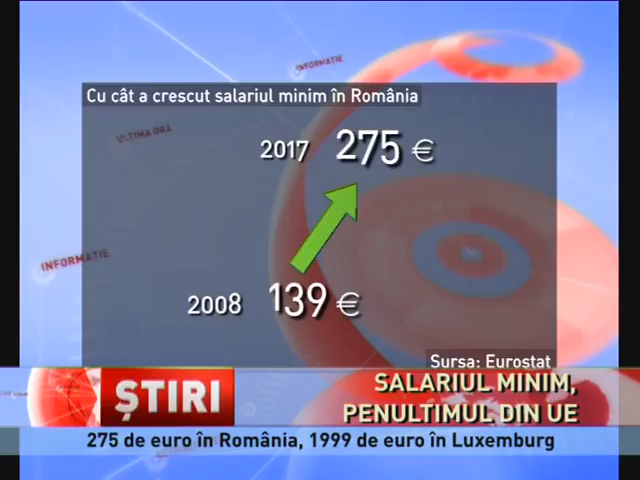 INFORMATIE
Cu cât a crescut salariul minim în România
ULTIMA ORĂ
2017 275 €
INFORMATIE
2008 139 €
Sursa: Eurostat
ȘTIRI
SALARIUL MINIM,
PENULTIMUL DIN UE
275 de euro în România, 1999 de euro în Luxemburg